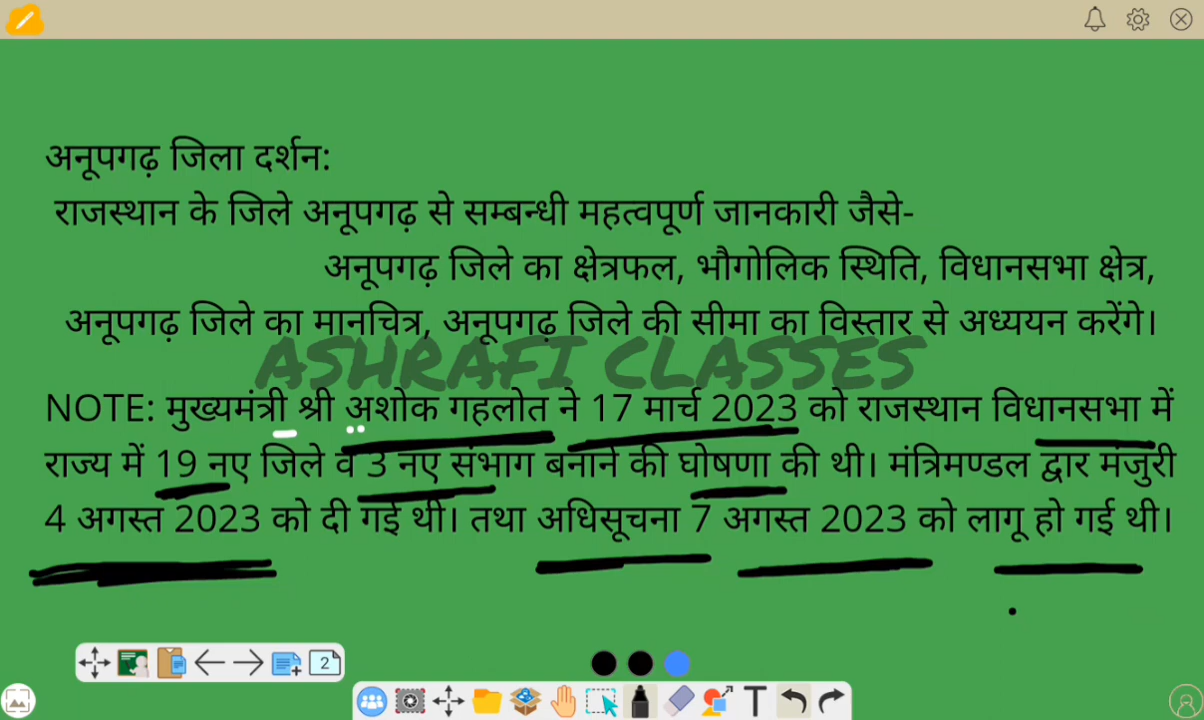 अनूपगढ़ जिला दर्शन:
राजस्थान के जिले अनूपगढ़ से सम्बन्धी महत्वपूर्ण जानकारी जैसे-
अनूपगढ़ जिले का क्षेत्रफल, भौगोलिक स्थिति, विधानसभा क्षेत्र,
अनूपगढ़ जिले का मानचित्र, अनूपगढ़ जिले की सीमा का विस्तार से अध्ययन करेंगे।
ASHRAFI CLASSES
NOTE: मुख्यमंत्री श्री अशोक गहलोत ने 17 मार्च 2023 को राजस्थान विधानसभा में
राज्य में 19 नए जिले व 3 नए संभाग बनाने की घोषणा की थी। मंत्रिमण्डल द्वार मंजुरी
4 अगस्त 2023 को दी गई थी। तथा अधिसूचना 7 अगस्त 2023 को लागू हो गई थी।
2